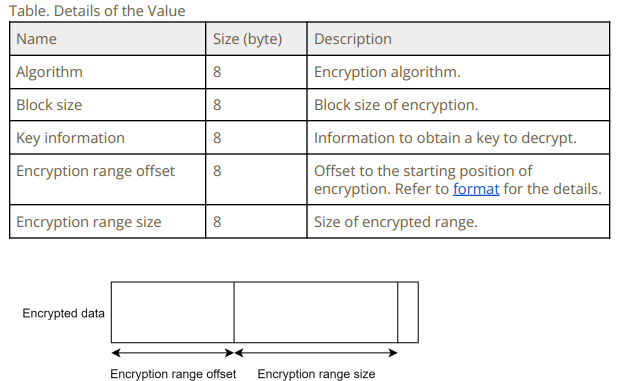 Table. Details of the Value
Name Size (byte) Description
Algorithm 8 Encryption algorithm.
Block size 8 Block size of encryption.
Key information 8 Information to obtain a key to decrypt.
Encryption range offset 8 Offset to the starting position of
encryption. Refer to format for the details.
Encryption range size 8 Size of encrypted range.
Encrypted data
Encryption range offset Encryption range size